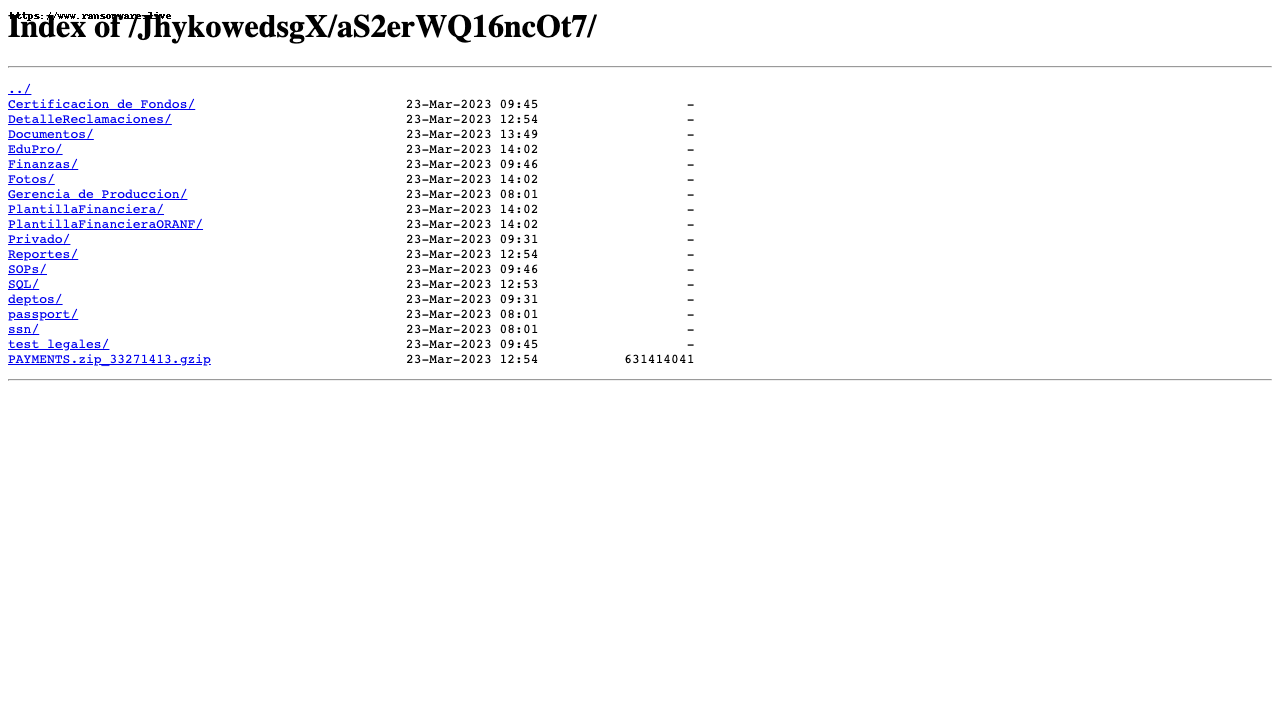 https://www.ransomware.live
Index of /JhykowedsgX/aS2erWQ16ncOt7/
../
Certificacion de Fondos/ 23-Mar-2023 09:45 -
DetalleReclamaciones/ 23-Mar-2023 12:54 -
Documentos/ 23-Mar-2023 13:49 -
EduPro/ 23-Mar-2023 14:02 -
Finanzas/ 23-Mar-2023 09:46 -
Fotos/ 23-Mar-2023 14:02 -
Gerencia de Produccion/ 23-Mar-2023 08:01 -
PlantillaFinanciera/ 23-Mar-2023 14:02 -
PlantillaFinancieraORANF/ 23-Mar-2023 14:02 -
Privado/ 23-Mar-2023 09:31 -
Reportes/ 23-Mar-2023 12:54 -
SOPs/ 23-Mar-2023 09:46 -
SQL/ 23-Mar-2023 12:53 -
deptos/ 23-Mar-2023 09:31 -
passport/ 23-Mar-2023 08:01 -
ssn/ 23-Mar-2023 08:01 -
test legales/ 23-Mar-2023 09:45 -
PAYMENTS.zip_33271413.gzip 23-Mar-2023 12:54 631414041